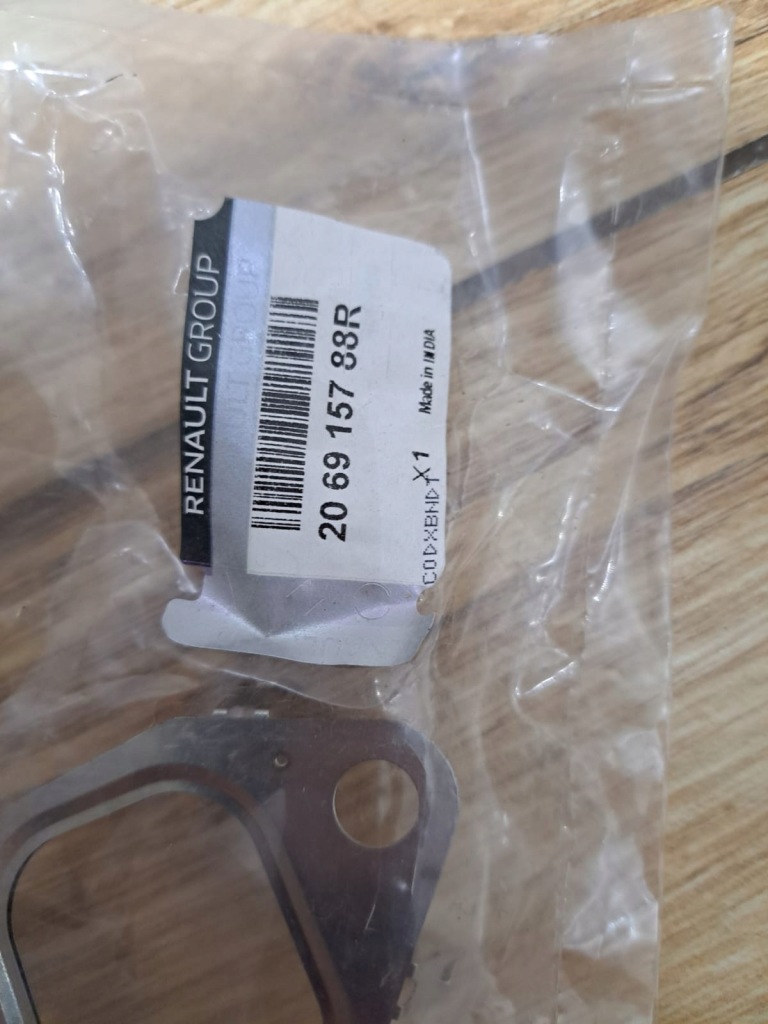 RENAULT GROUP
20 69 157 88R
X1 Made in INDIA